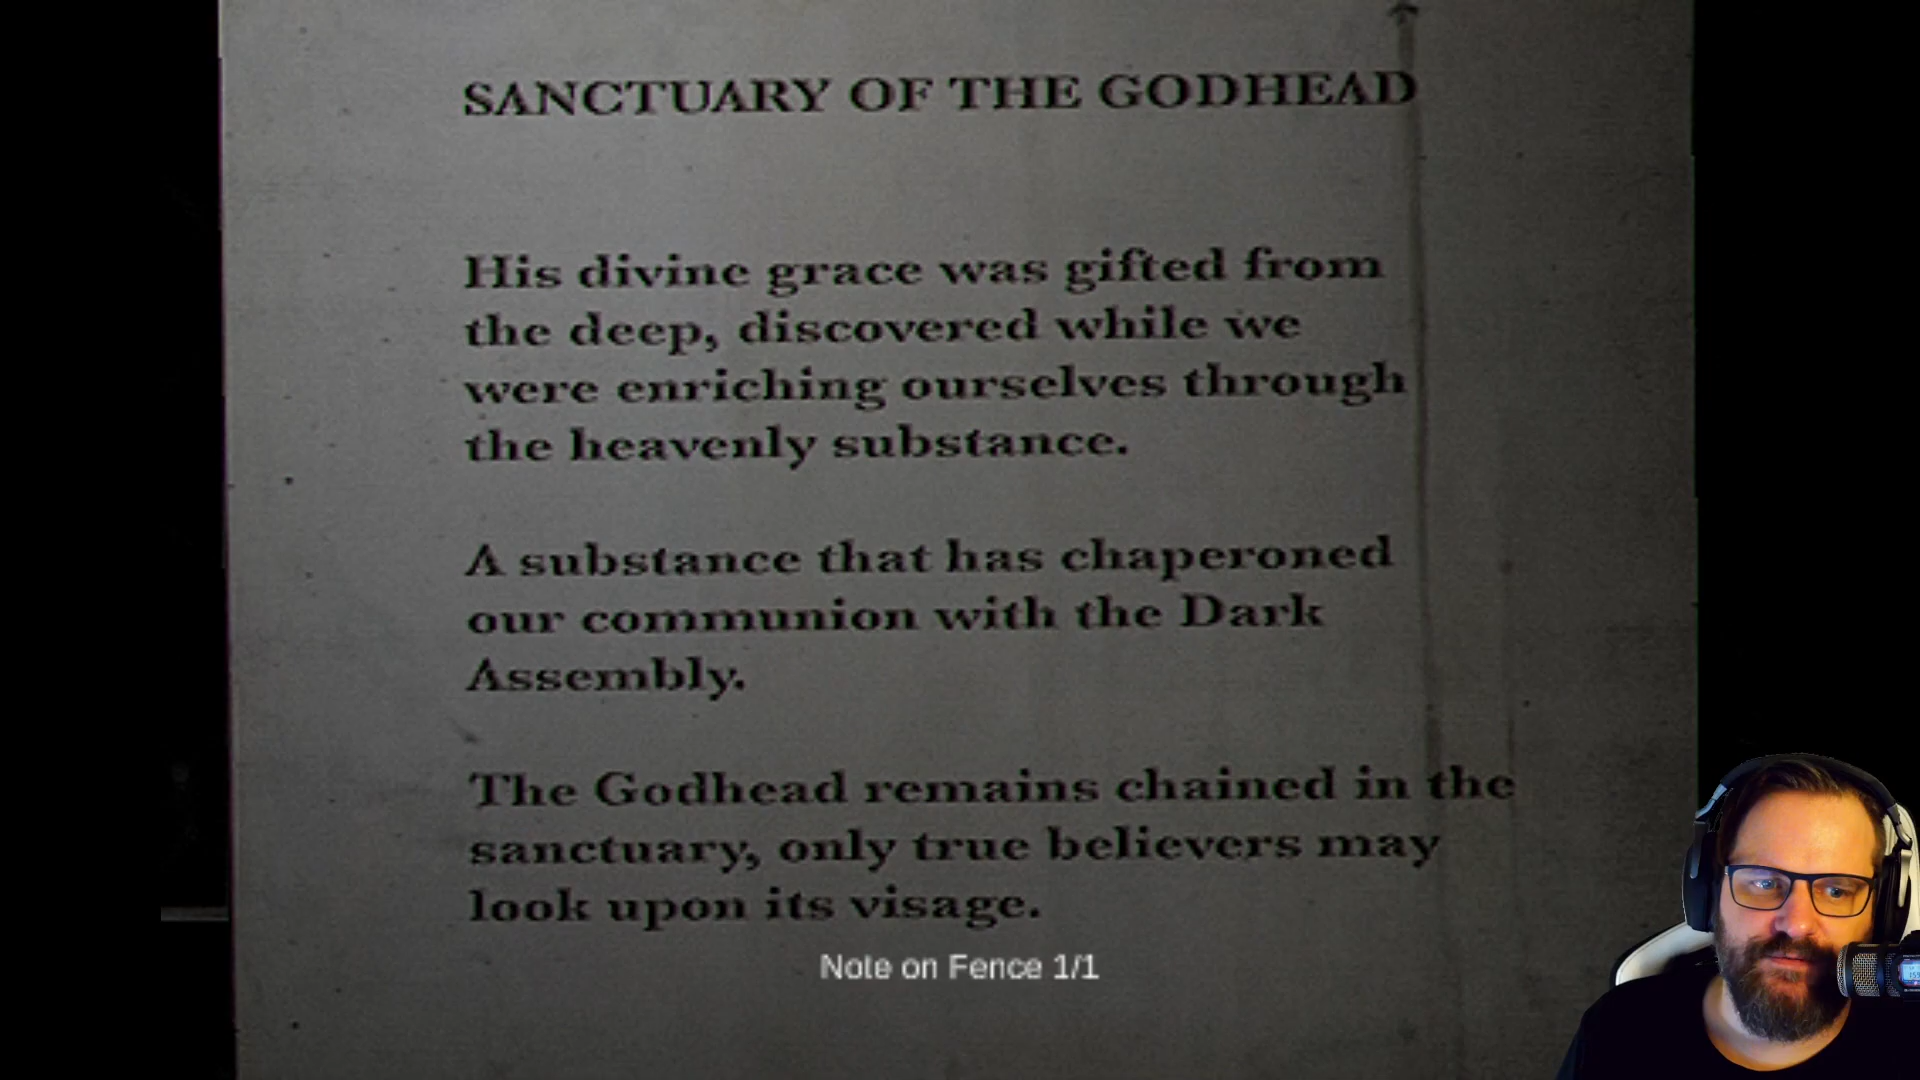 SANCTUARY OF THE GODHEAD
His divine grace was gifted from
the deep, discovered while we
were enriching ourselves through
the heavenly substance.
A substance that has chaperoned
our communion with the Dark
Assembly.
The Godhead remains chained in the
sanctuary, only true believers may
look upon its visage.
Note on Fence 1/1